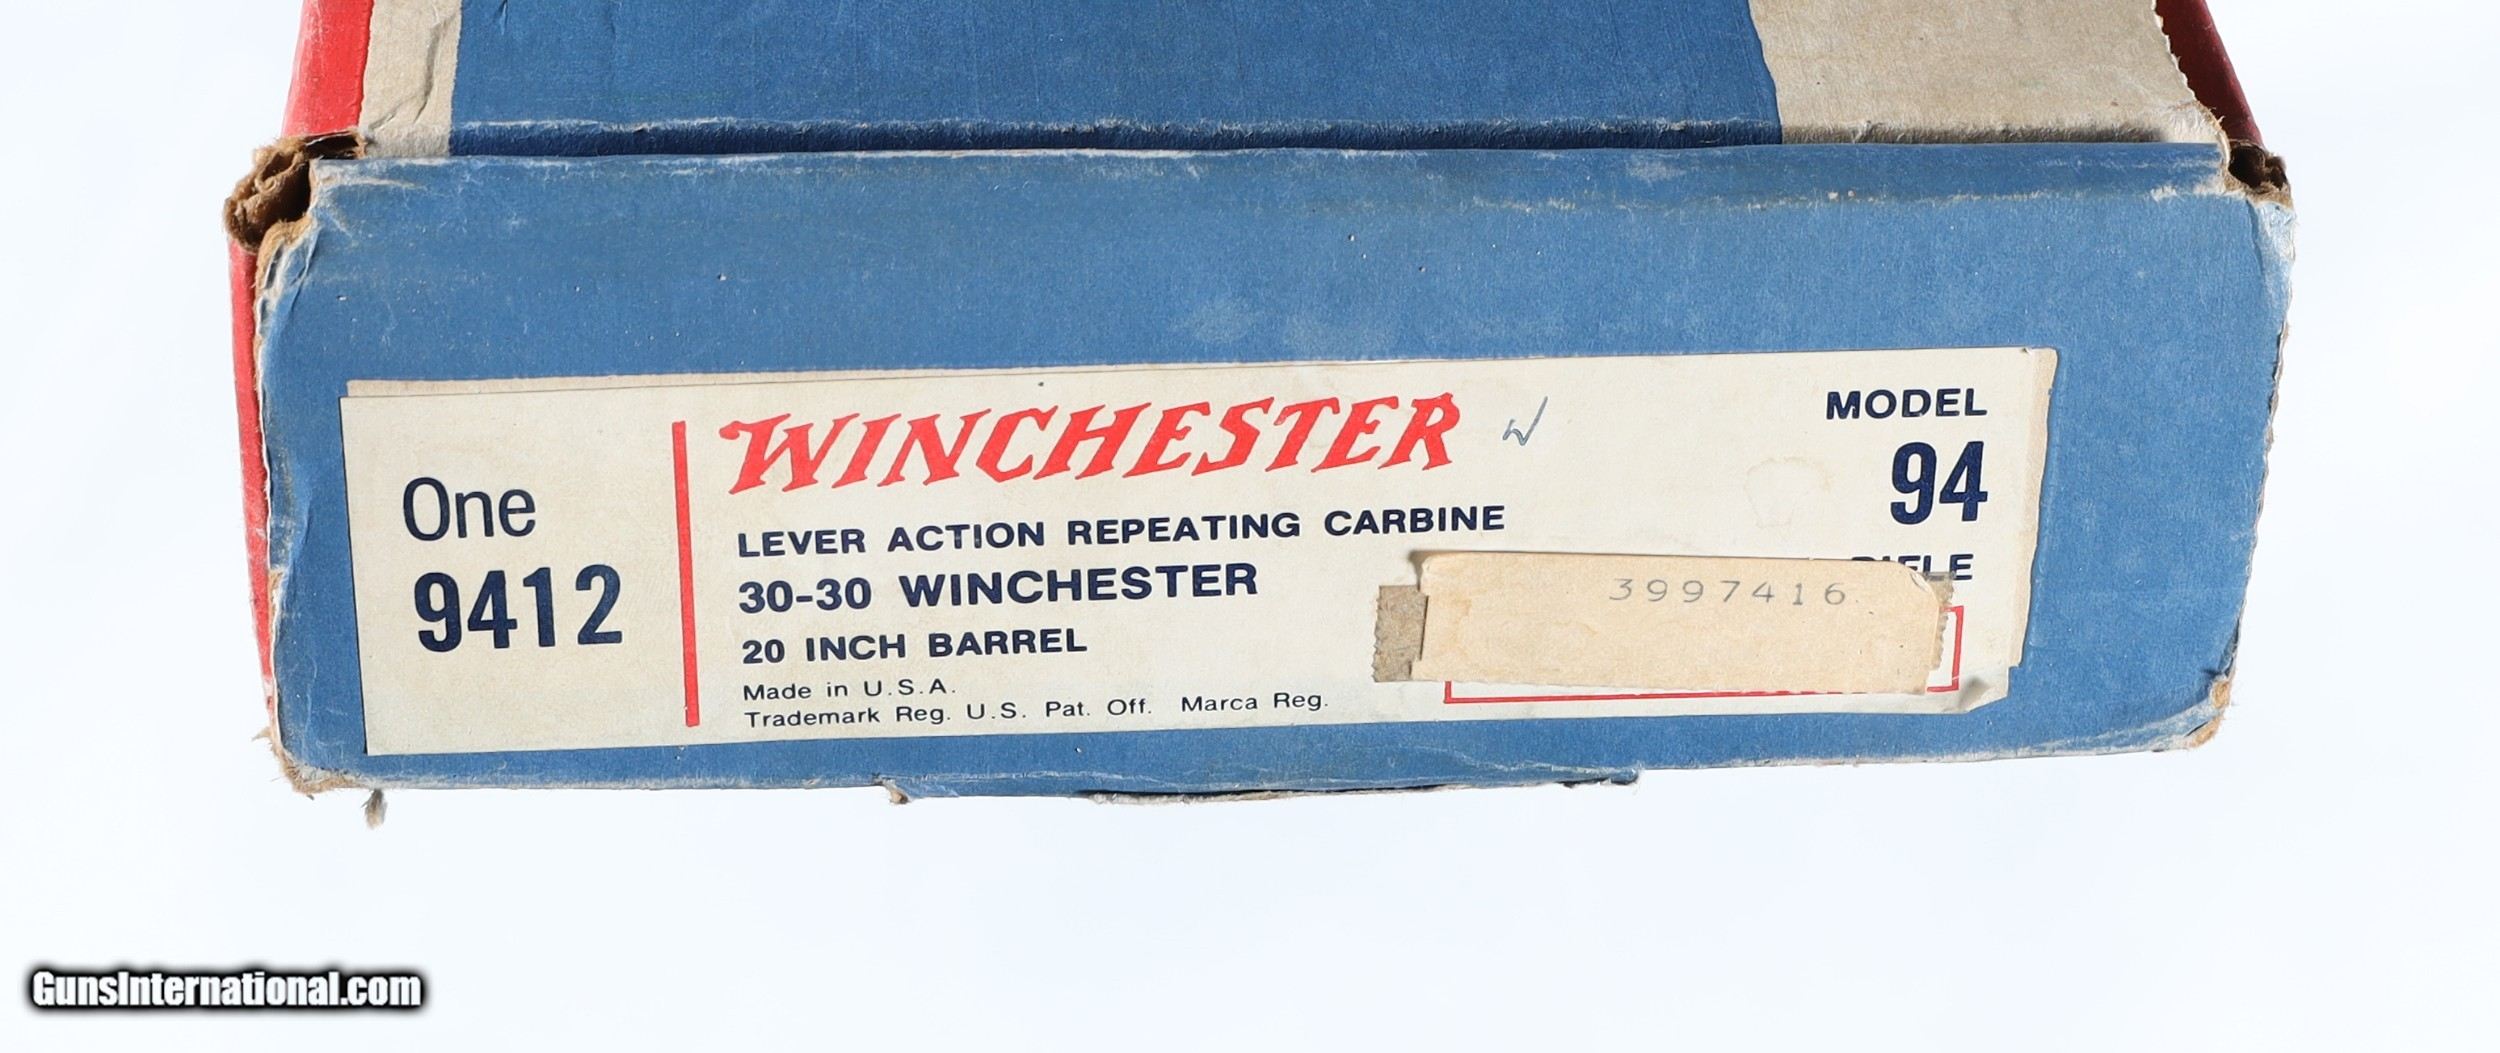 One
9412
WINCHESTER
LEVER ACTION REPEATING CARBINE
30-30 WINCHESTER
20 INCH BARREL
Made in U.S.A.
Trademark Reg. U.S. Pat. Off. Marca Reg.
MODEL
94
RIFLE
3997416
GunsInternational.com